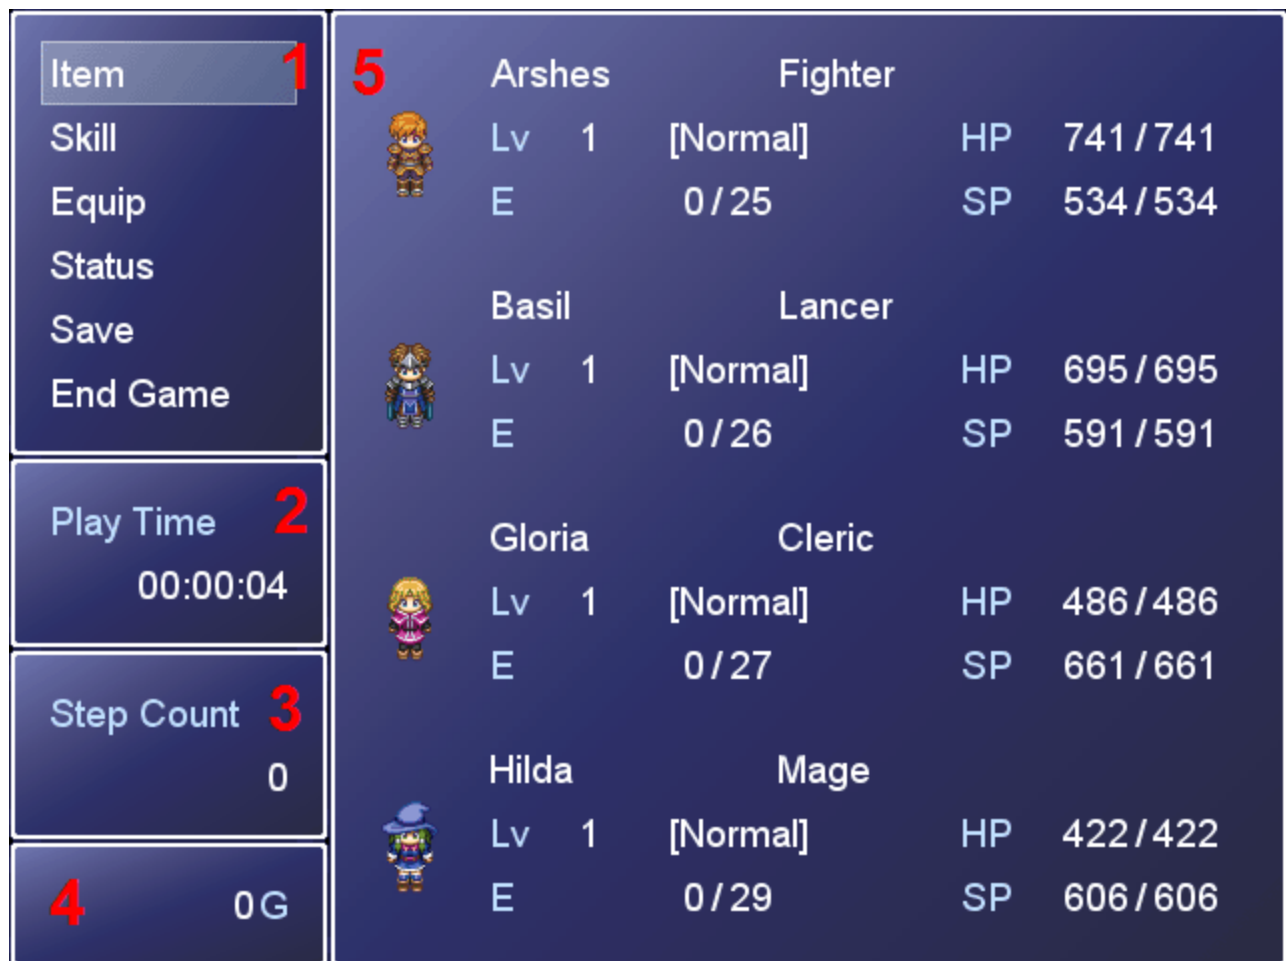 Item 1
Skill
Equip
Status
Save
End Game
Play Time 2
00:00:04
Step Count 3
0
4 0G
5 Arshes Fighter
Lv 1 [Normal] HP 741/741
E 0/25 SP 534/534
Basil Lancer
Lv 1 [Normal] HP 695/695
E 0/26 SP 591/591
Gloria Cleric
Lv 1 [Normal] HP 486/486
E 0/27 SP 661/661
Hilda Mage
Lv 1 [Normal] HP 422/422
E 0/29 SP 606/606